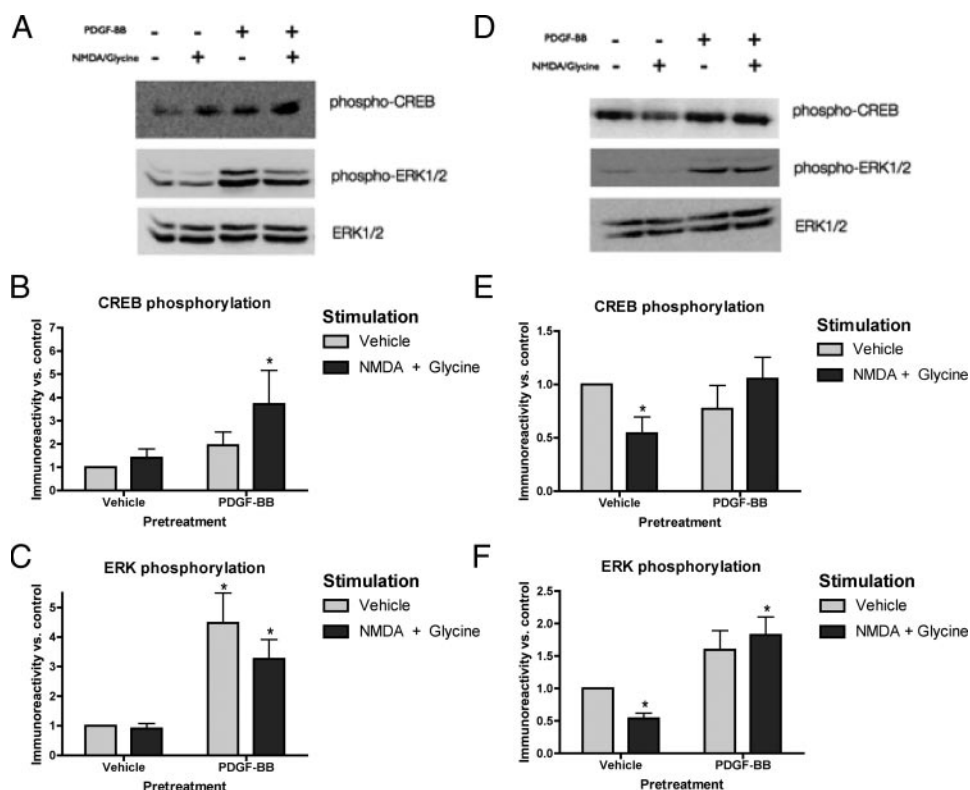 A
PDGF-BB - - + +
NMDA/Glycine - + - +
phospho-CREB
phospho-ERK1/2
ERK1/2
B
CREB phosphorylation
Immunoreactivity vs. control
7
6
5
4
3
2
1
0
*
Vehicle PDGF-BB
Pretreatment
Stimulation
Vehicle
NMDA + Glycine
C
ERK phosphorylation
Immunoreactivity vs. control
5
4
3
2
1
0
* *
Vehicle PDGF-BB
Pretreatment
Stimulation
Vehicle
NMDA + Glycine
D
PDGF-BB - - + +
NMDA/Glycine - + - +
phospho-CREB
phospho-ERK1/2
ERK1/2
E
CREB phosphorylation
Immunoreactivity vs. control
1.5
1.0
0.5
0.0
*
Vehicle PDGF-BB
Pretreatment
Stimulation
Vehicle
NMDA + Glycine
F
ERK phosphorylation
Immunoreactivity vs. control
2.5
2.0
1.5
1.0
0.5
0.0
* *
Vehicle PDGF-BB
Pretreatment
Stimulation
Vehicle
NMDA + Glycine